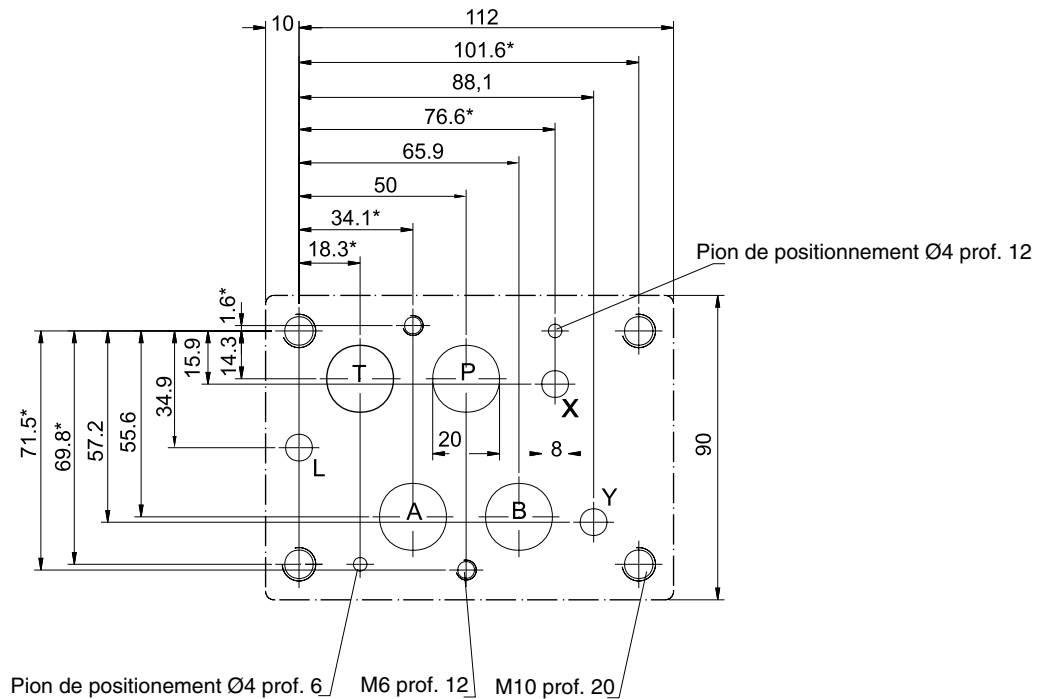 10
112
101.6*
88,1
76.6*
65.9
50
34.1*
18.3*
Pion de positionnement Ø4 prof. 12
1.6*
14.3
15.9
34.9
55.6
57.2
69.8*
71.5*
T
P
X
20
8
90
L
A
B
Y
Pion de positionement Ø4 prof. 6
M6 prof. 12
M10 prof. 20